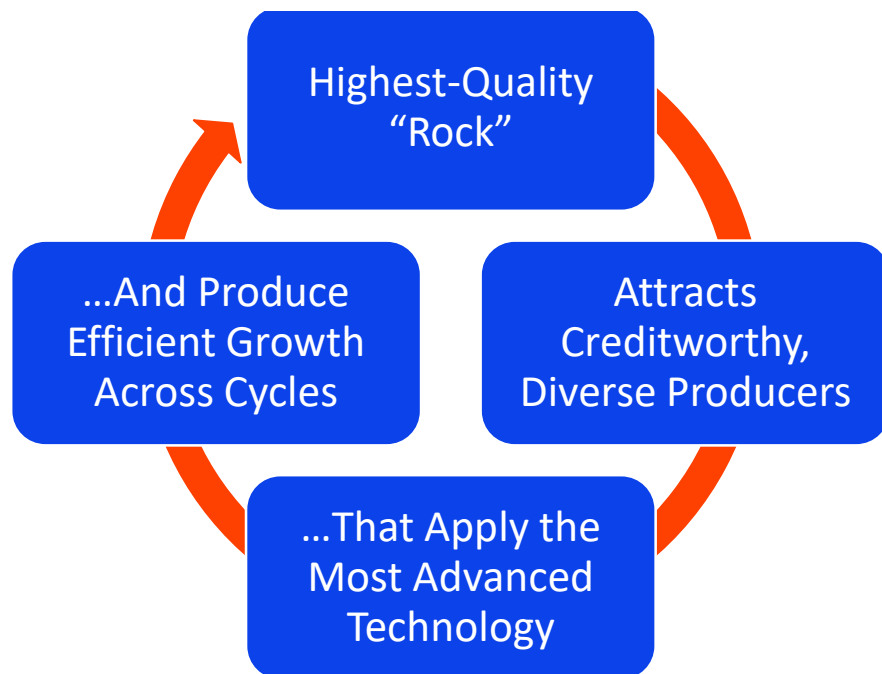 Highest-Quality
“Rock”
Attracts
Creditworthy,
Diverse Producers
...That Apply the
Most Advanced
Technology
...And Produce
Efficient Growth
Across Cycles